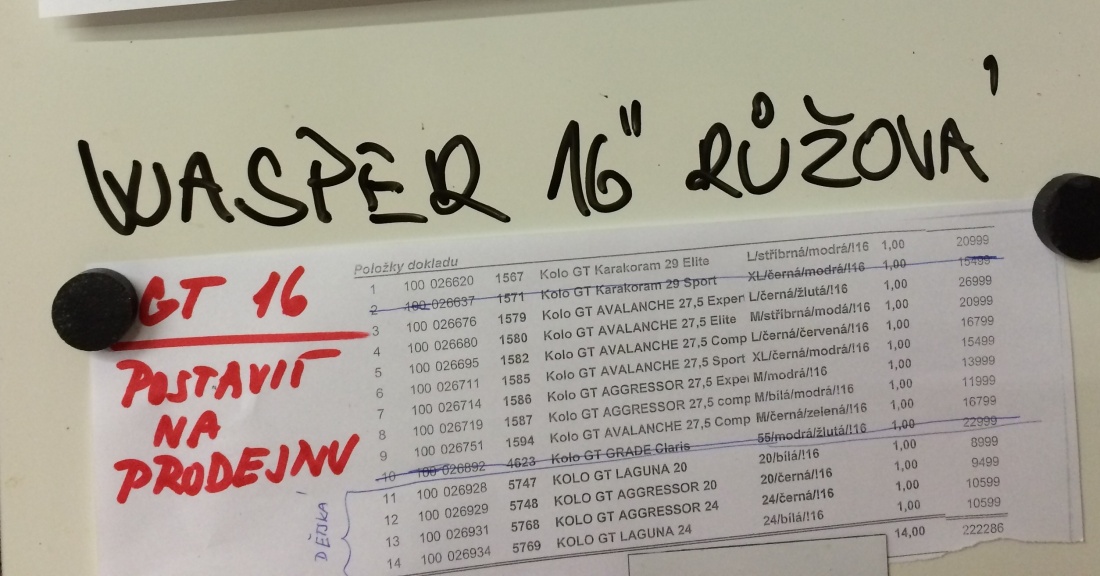 WASPER 16" RŮŽOVÁ
GT 16
POSTAVIT
NA
PRODEJNU
Položky dokladu
1 100 026620 1567 Kolo GT Karakoram 29 Elite L/stříbrná/modrá/!16 1,00 20999
2 100 026637 1571 Kolo GT Karakoram 29 Sport XL/černá/modrá/!16 1,00 15499
3 100 026676 1579 Kolo GT AVALANCHE 27,5 Exper L/černá/žlutá/!16 1,00 26999
4 100 026680 1580 Kolo GT AVALANCHE 27,5 Elite M/stříbrná/modá/!16 1,00 20999
5 100 026695 1582 Kolo GT AVALANCHE 27,5 Comp L/černá/červená/!16 1,00 16799
6 100 026711 1585 Kolo GT AVALANCHE 27,5 Sport XL/černá/modrá/!16 1,00 15499
7 100 026714 1586 Kolo GT AGGRESSOR 27,5 Expe M/modrá/!16 1,00 13999
8 100 026719 1587 Kolo GT AGGRESSOR 27,5 comp M/bílá/modrá/!16 1,00 11999
9 100 026751 1594 Kolo GT AVALANCHE 27,5 Comp M/černá/zelená/!16 1,00 16799
10 100 026892 4623 Kolo GT GRADE Claris 55/modrá/žlutá/!16 1,00 22999
11 100 026928 5747 KOLO GT LAGUNA 20 20/bílá/!16 1,00 8999
12 100 026929 5748 KOLO GT AGGRESSOR 20 20/černá/!16 1,00 9499
13 100 026931 5768 KOLO GT AGGRESSOR 24 24/černá/!16 1,00 10599
14 100 026934 5769 KOLO GT LAGUNA 24 24/bílá/!16 1,00 10599
14,00 222286
DĚTSKÁ